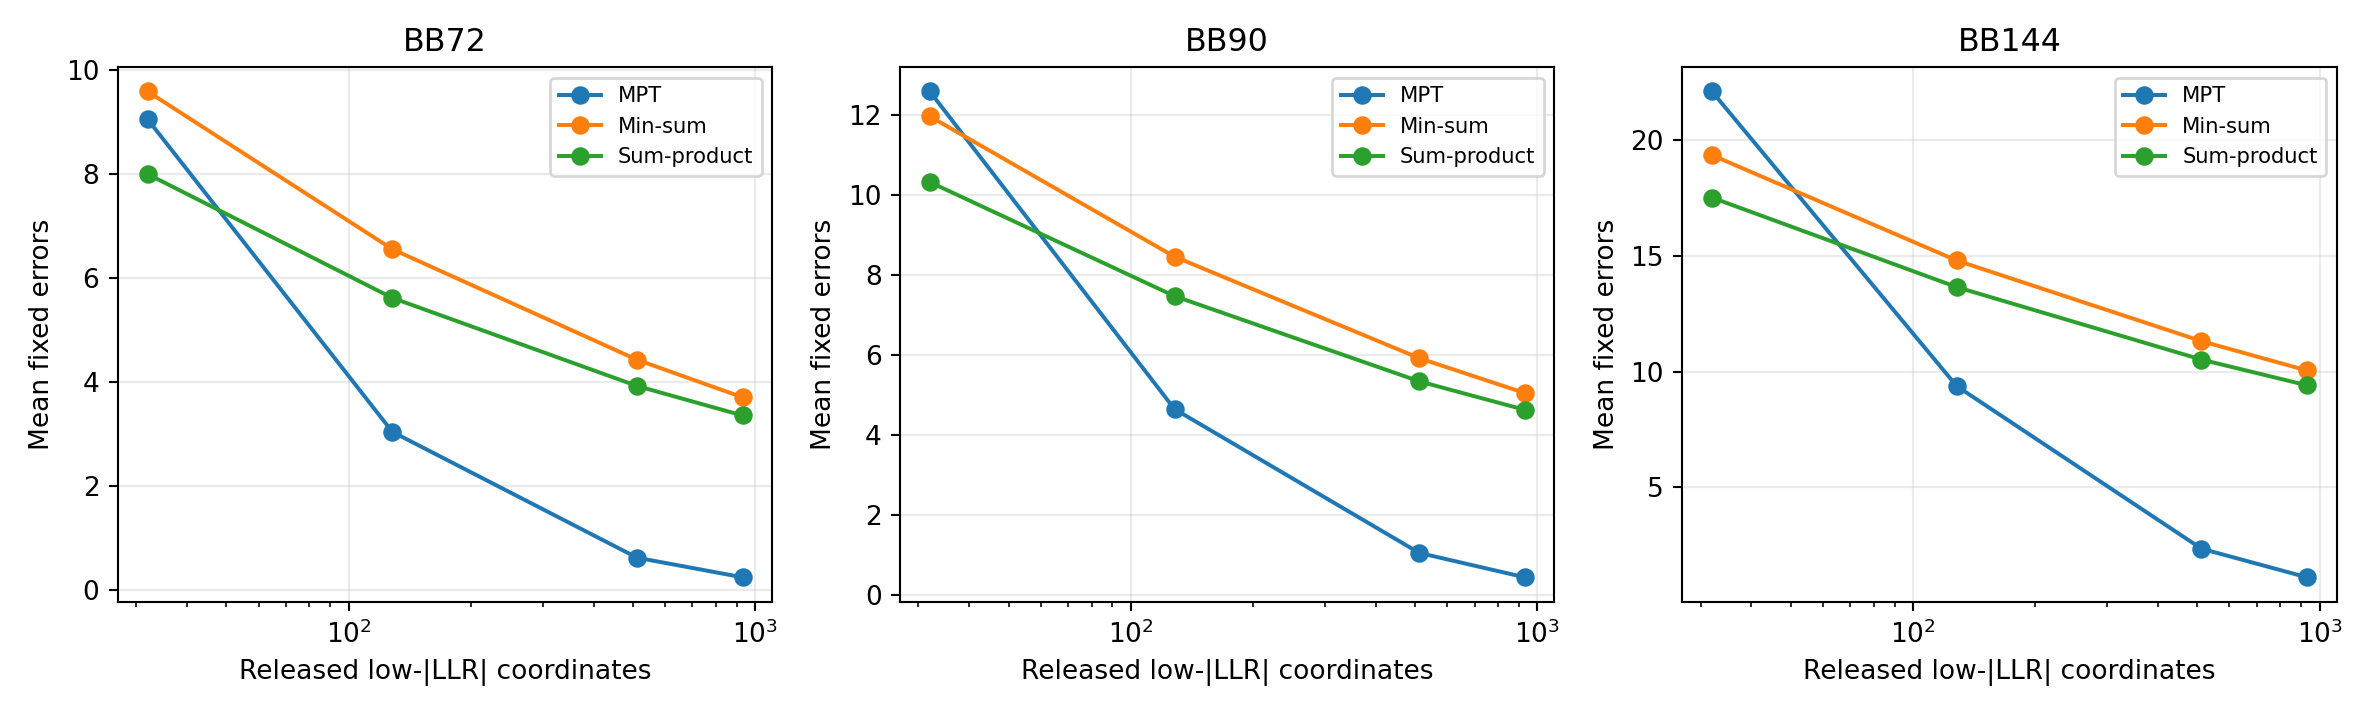 BB72
10
8
6
4
2
0
Mean fixed errors
10²
10³
Released low-|LLR| coordinates
MPT
Min-sum
Sum-product
BB90
12
10
8
6
4
2
0
Mean fixed errors
10²
10³
Released low-|LLR| coordinates
MPT
Min-sum
Sum-product
BB144
20
15
10
5
Mean fixed errors
10²
10³
Released low-|LLR| coordinates
MPT
Min-sum
Sum-product